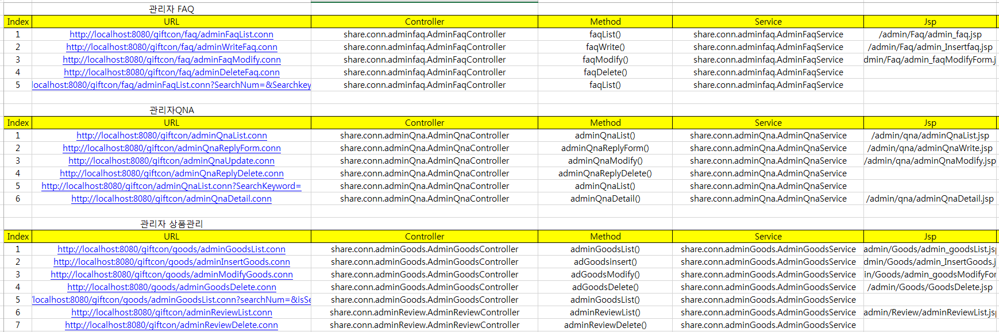 관리자 FAQ
Index URL Controller Method Service Jsp
1 http://localhost:8080/giftcon/faq/adminFaqList.conn share.conn.adminfaq.AdminFaqController faqList() share.conn.adminfaq.AdminFaqService /admin/Faq/admin_faq.jsp
2 http://localhost:8080/giftcon/faq/adminWriteFaq.conn share.conn.adminfaq.AdminFaqController faqWrite() share.conn.adminfaq.AdminFaqService /admin/Faq/admin_Insertfaq.jsp
3 http://localhost:8080/giftcon/faq/adminFaqModify.conn share.conn.adminfaq.AdminFaqController faqModify() share.conn.adminfaq.AdminFaqService dmin/Faq/admin_faqModifyForm.j
4 http://localhost:8080/giftcon/faq/adminDeleteFaq.conn share.conn.adminfaq.AdminFaqController faqDelete() share.conn.adminfaq.AdminFaqService
5 localhost:8080/giftcon/faq/adminFaqList.conn?SearchNum=&Searchkey share.conn.adminfaq.AdminFaqController faqList() share.conn.adminfaq.AdminFaqService
관리자QNA
Index URL Controller Method Service Jsp
1 http://localhost:8080/giftcon/adminQnaList.conn share.conn.adminQna.AdminQnaController adminQnaList() share.conn.adminQna.AdminQnaService /admin/qna/adminQnaList.jsp
2 http://localhost:8080/giftcon/adminQnaReplyForm.conn share.conn.adminQna.AdminQnaController adminQnaReplyForm() share.conn.adminQna.AdminQnaService /admin/qna/adminQnaWrite.jsp
3 http://localhost:8080/giftcon/adminQnaUpdate.conn share.conn.adminQna.AdminQnaController adminQnaModify() share.conn.adminQna.AdminQnaService /admin/qna/adminQnaModify.jsp
4 http://localhost:8080/giftcon/adminQnaReplyDelete.conn share.conn.adminQna.AdminQnaController adminQnaReplyDelete() share.conn.adminQna.AdminQnaService
5 http://localhost:8080/giftcon/adminQnaList.conn?SearchKeyword= share.conn.adminQna.AdminQnaController adminQnaList() share.conn.adminQna.AdminQnaService
6 http://localhost:8080/giftcon/adminQnaDetail.conn share.conn.adminQna.AdminQnaController adminQnaDetail() share.conn.adminQna.AdminQnaService /admin/qna/adminQnaDetail.jsp
관리자 상품관리
Index URL Controller Method Service Jsp
1 http://localhost:8080/giftcon/goods/adminGoodsList.conn share.conn.adminGoods.AdminGoodsController adminGoodsList() share.conn.adminGoods.AdminGoodsService admin/Goods/admin_goodsList.jsp
2 http://localhost:8080/giftcon/goods/adminInsertGoods.conn share.conn.adminGoods.AdminGoodsController adGoodsinsert() share.conn.adminGoods.AdminGoodsService dmin/Goods/admin_InsertGoods.j
3 http://localhost:8080/giftcon/goods/adminModifyGoods.conn share.conn.adminGoods.AdminGoodsController adGoodsModify() share.conn.adminGoods.AdminGoodsService in/Goods/admin_goodsModifyFor
4 http://localhost:8080/goods/adminGoodsDelete.conn share.conn.adminGoods.AdminGoodsController adGoodsDelete() share.conn.adminGoods.AdminGoodsService /admin/Goods/GoodsDelete.jsp
5 /localhost:8080/giftcon/goods/adminGoodsList.conn?searchNum=&isSe share.conn.adminGoods.AdminGoodsController adminGoodsList() share.conn.adminGoods.AdminGoodsService
6 http://localhost:8080/giftcon/adminReviewList.conn share.conn.adminReview.AdminReviewController adminReviewList() share.conn.adminGoods.AdminGoodsService admin/Review/adminReviewList.jsp
7 http://localhost:8080/giftcon/adminReviewDelete.conn share.conn.adminReview.AdminReviewController adminReviewDelete() share.conn.adminGoods.AdminGoodsService